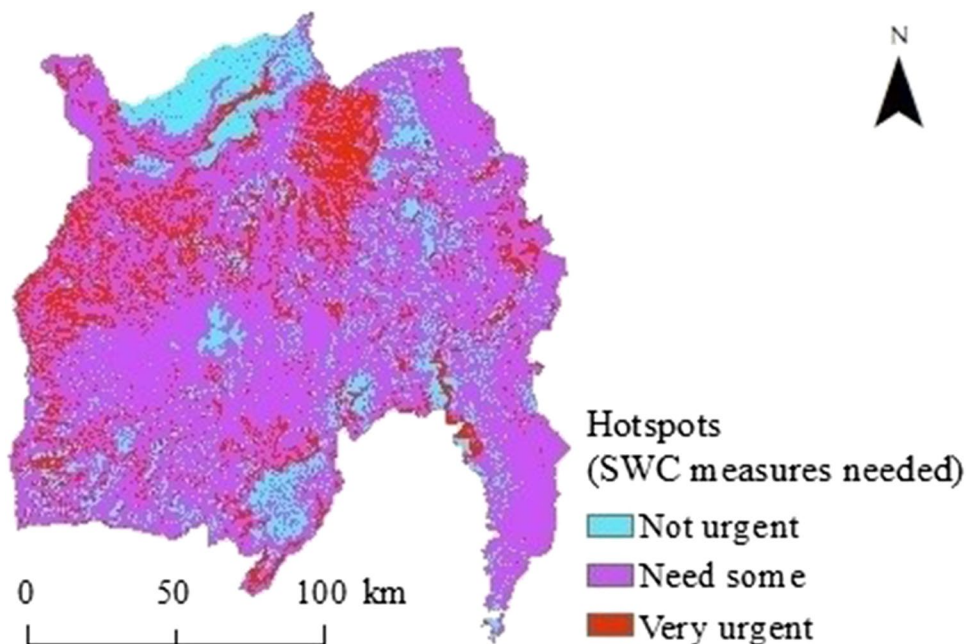 N
Hotspots
(SWC measures needed)
Not urgent
Need some
Very urgent
0 50 100 km